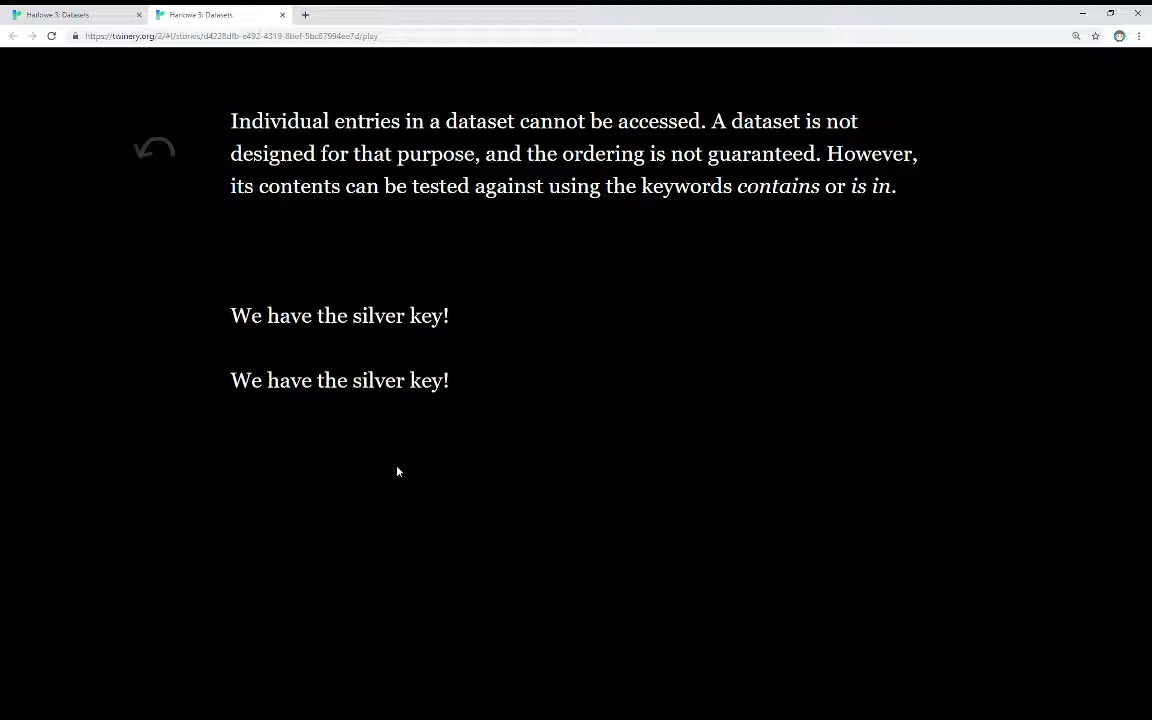 Harlowe 3: Datasets
Harlowe 3: Datasets
https://twinery.org/2/#!/stories/d4228dfb-e492-4319-8bef-5bc87994ee7d/play
Individual entries in a dataset cannot be accessed. A dataset is not
designed for that purpose, and the ordering is not guaranteed. However,
its contents can be tested against using the keywords contains or is in.
We have the silver key!
We have the silver key!